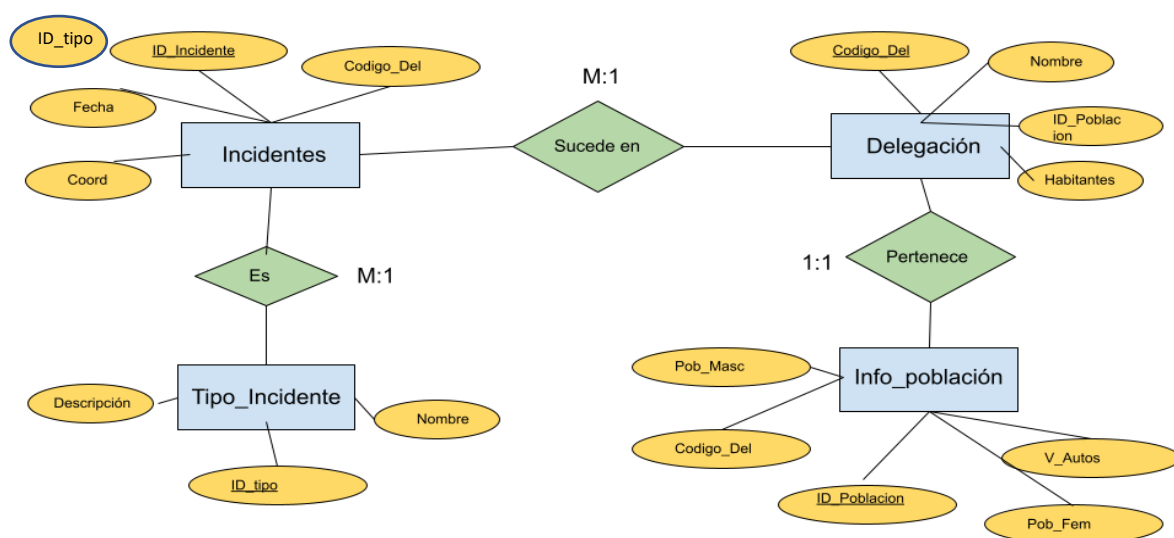 ID_tipo
ID_Incidente
Codigo_Del
Fecha
Coord
Incidentes
M:1
Sucede en
Codigo_Del
Nombre
ID_Poblac
ion
Delegación
Habitantes
Es
M:1
1:1
Pertenece
Descripción
Tipo_Incidente
Nombre
ID_tipo
Pob_Masc
Info_población
Codigo_Del
V_Autos
ID_Poblacion
Pob_Fem